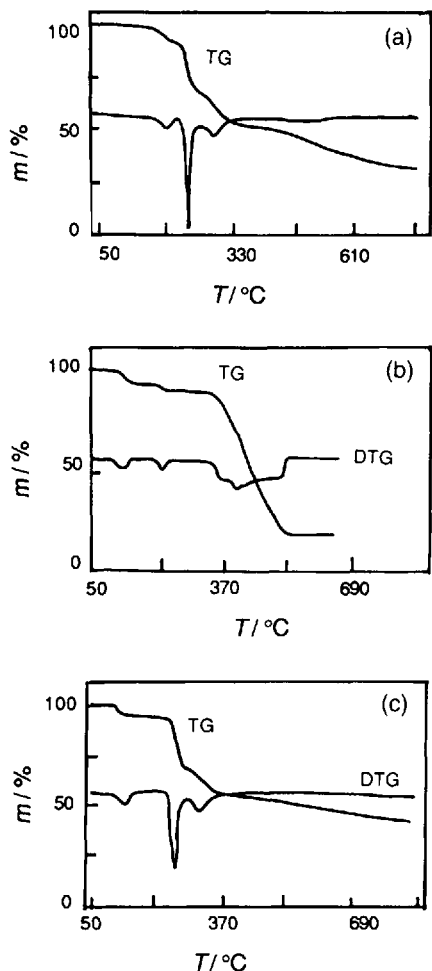 (a)
100
TG
50
0
m / %
50 330 610
T / °C
(b)
100
TG
DTG
50
0
m / %
50 370 690
T / °C
(c)
100
TG
DTG
50
0
m / %
50 370 690
T / °C